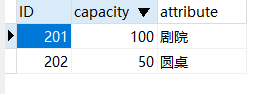 ID capacity attribute
201 100 剧院
202 50 圆桌